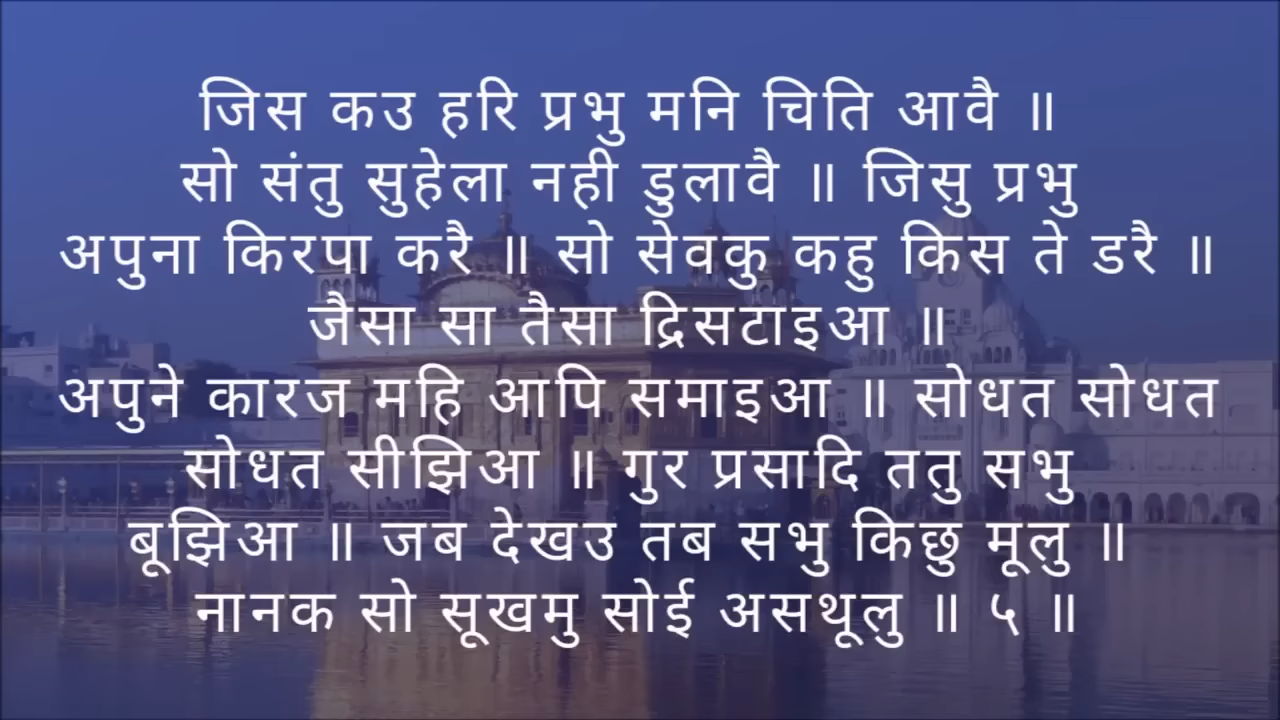 जिस कउ हरि प्रभु मनि चिति आवै ॥
सो संतु सुहेला नही डुलावै ॥ जिसु प्रभु
अपुना किरपा करै ॥ सो सेवकु कहु किस ते डरै ॥
जैसा सा तैसा द्रिसटाइआ ॥
अपुने कारज महि आपि समाइआ ॥ सोधत सोधत
सोधत सीझिआ ॥ गुर प्रसादि ततु सभु
बूझिआ ॥ जब देखउ तब सभु किछु मूलु ॥
नानक सो सूखमु सोई असथूलु ॥ ५ ॥